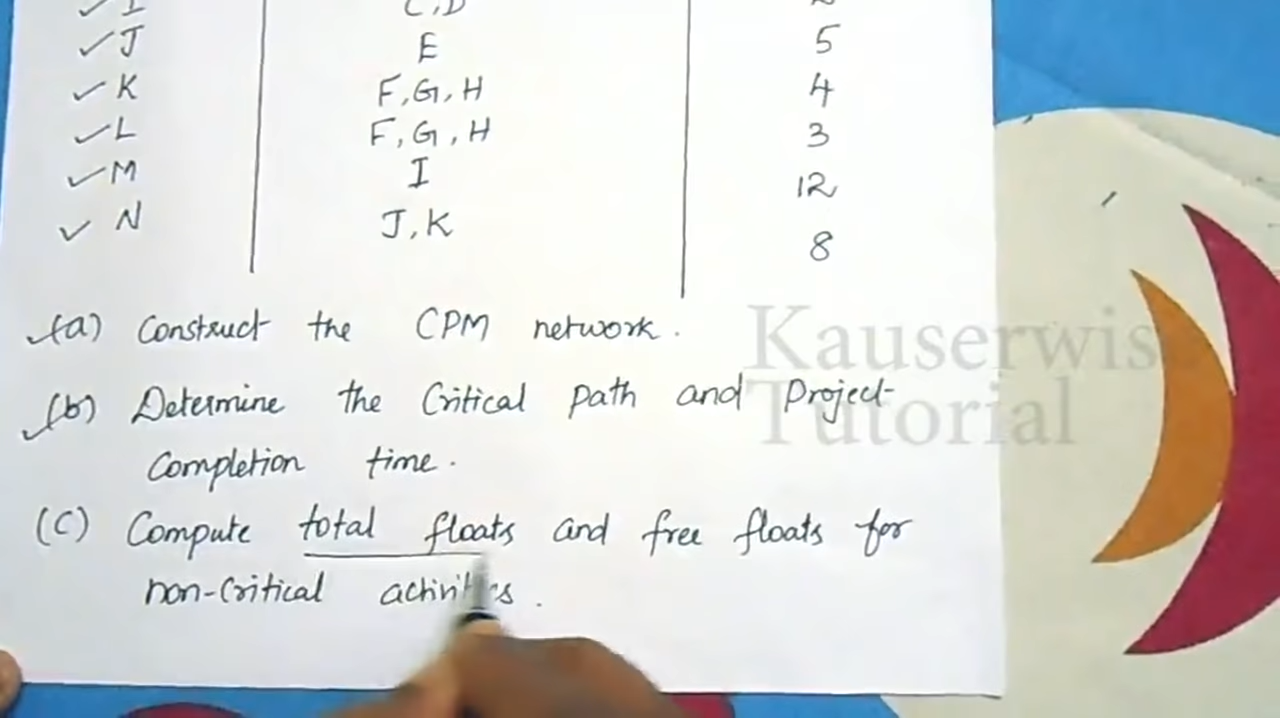 I C,D
J E 5
K F,G,H 4
L F,G,H 3
M I 12
N J,K 8
(a) Construct the CPM network.
(b) Determine the Critical path and project
Completion time.
(C) Compute total floats and free floats for
non-Critical activities.
Kauserwis
Tutorial